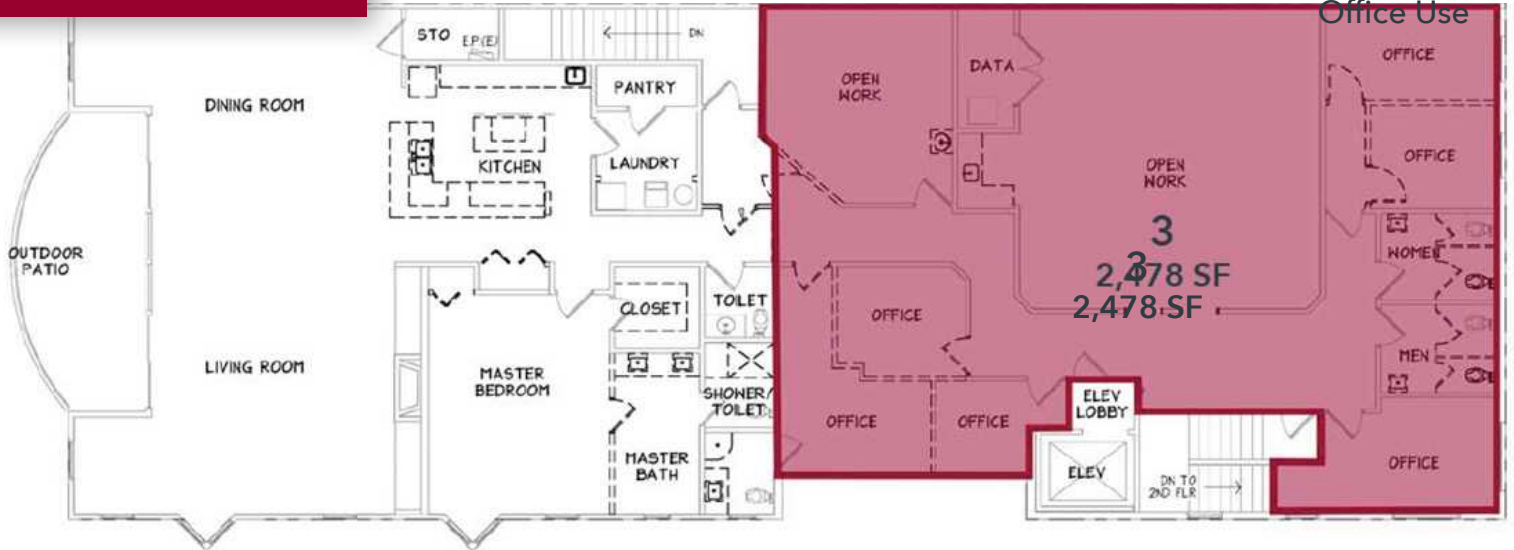 Office Use
STO
EP(E)
DN
PANTRY
DINING ROOM
KITCHEN
LAUNDRY
OPEN
WORK
DATA
OPEN
WORK
OFFICE
OFFICE
OUTDOOR
PATIO
3
3
2,478 SF
2,478 SF
WOMEN
CLOSET
TOILET
OFFICE
MEN
LIVING ROOM
MASTER
BEDROOM
SHOWER/
TOILET
OFFICE
OFFICE
ELEV
LOBBY
MASTER
BATH
ELEV
DN TO
2ND FLR
OFFICE